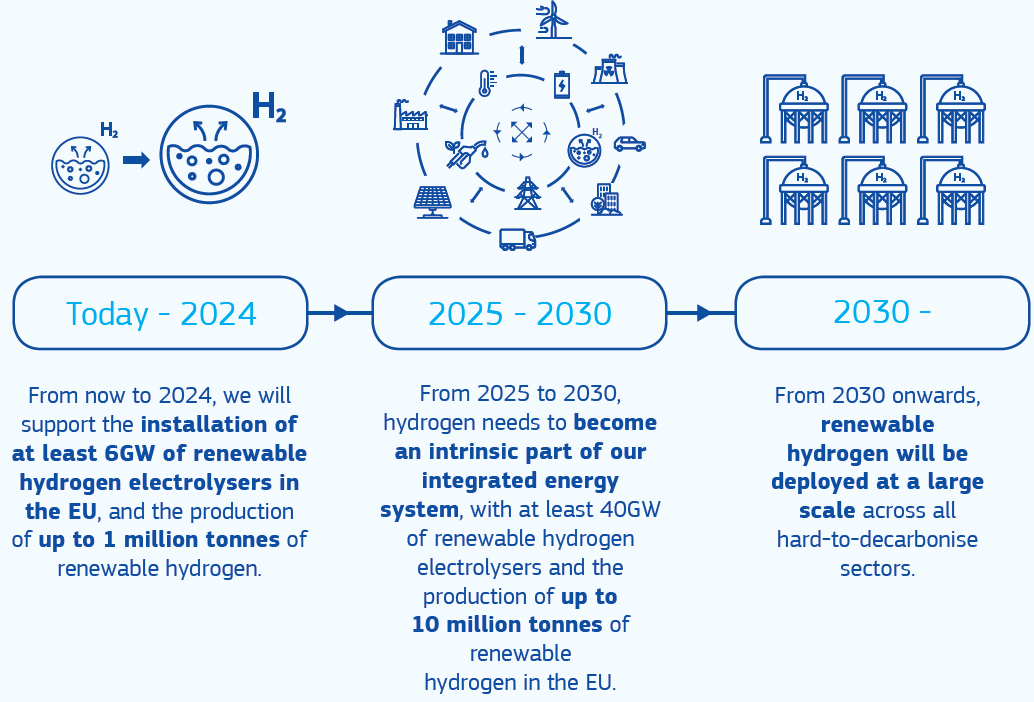 H₂
H₂
H₂
H₂
H₂
H₂
H₂
H₂
H₂
Today - 2024
2025 - 2030
2030 -
From now to 2024, we will
support the installation of
at least 6GW of renewable
hydrogen electrolysers in
the EU, and the production
of up to 1 million tonnes of
renewable hydrogen.
From 2025 to 2030,
hydrogen needs to become
an intrinsic part of our
integrated energy
system, with at least 40GW
of renewable hydrogen
electrolysers and the
production of up to
10 million tonnes of
renewable
hydrogen in the EU.
From 2030 onwards,
renewable
hydrogen will be
deployed at a large
scale across all
hard-to-decarbonise
sectors.